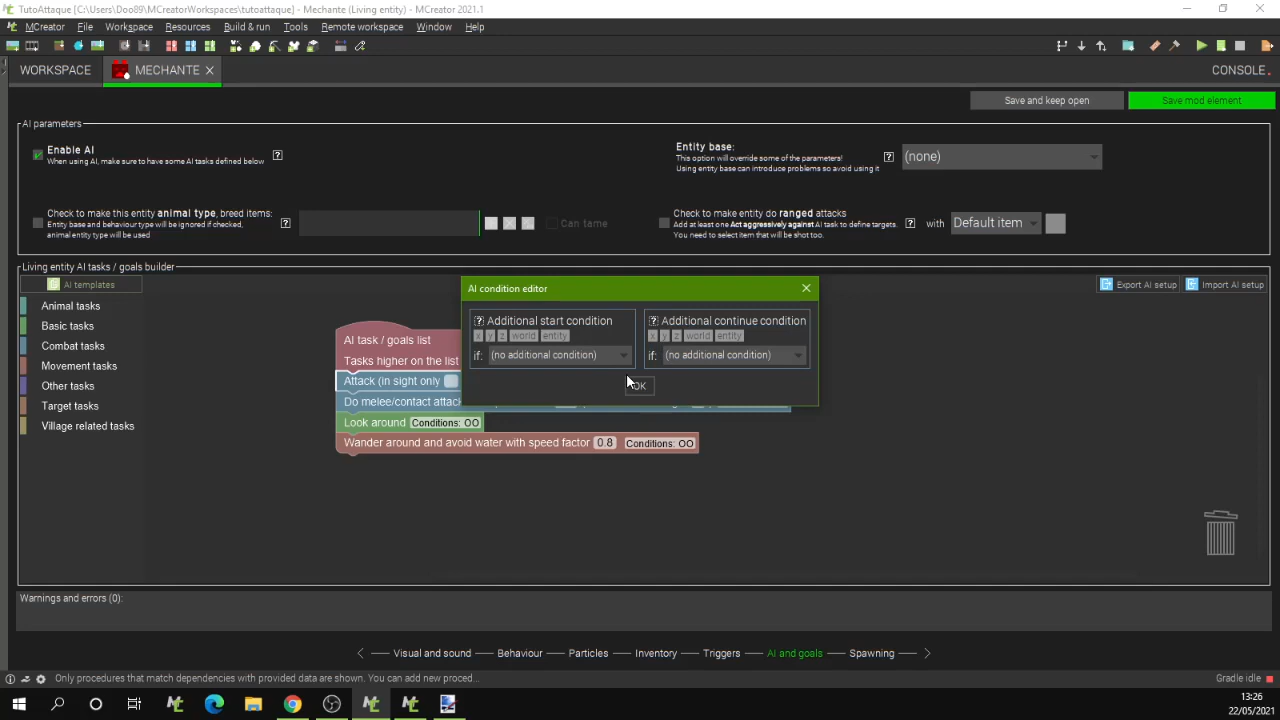 TutoAttaque [C:\Users\Doo89\MCreatorWorkspaces\tutoattaque] - Mechante (Living entity) - MCreator 2021.1
MCreator File Workspace Resources Build & run Tools Remote workspace Window Help
WORKSPACE MECHANTE CONSOLE
Save and keep open Save mod element
AI parameters
Enable AI
When using AI, make sure to have some AI tasks defined below
Entity base:
This option will override some of the parameters!
Using entity base can introduce problems so avoid using it
(none)
Check to make this entity animal type, breed items:
Entity base and behaviour type will be ignored if checked,
animal entity type will be used
Can tame
Check to make entity do ranged attacks
Add at least one Act aggressively against AI task to define targets.
You need to select item that will be shot too.
with Default item
Living entity AI tasks / goals builder
AI templates
Export AI setup Import AI setup
Animal tasks
Basic tasks
Combat tasks
Movement tasks
Other tasks
Target tasks
Village related tasks
AI condition editor
Additional start condition
x y z world entity
if: (no additional condition)
Additional continue condition
x y z world entity
if: (no additional condition)
OK
AI task / goals list
Tasks higher on the list
Attack (in sight only
Do melee/contact attack
Look around Conditions: OO
Wander around and avoid water with speed factor 0.8 Conditions: OO
Warnings and errors (0):
Visual and sound Behaviour Particles Inventory Triggers AI and goals Spawning
Only procedures that match dependencies with provided data are shown. You can add new proced...
Gradle idle
13:26
22/05/2021